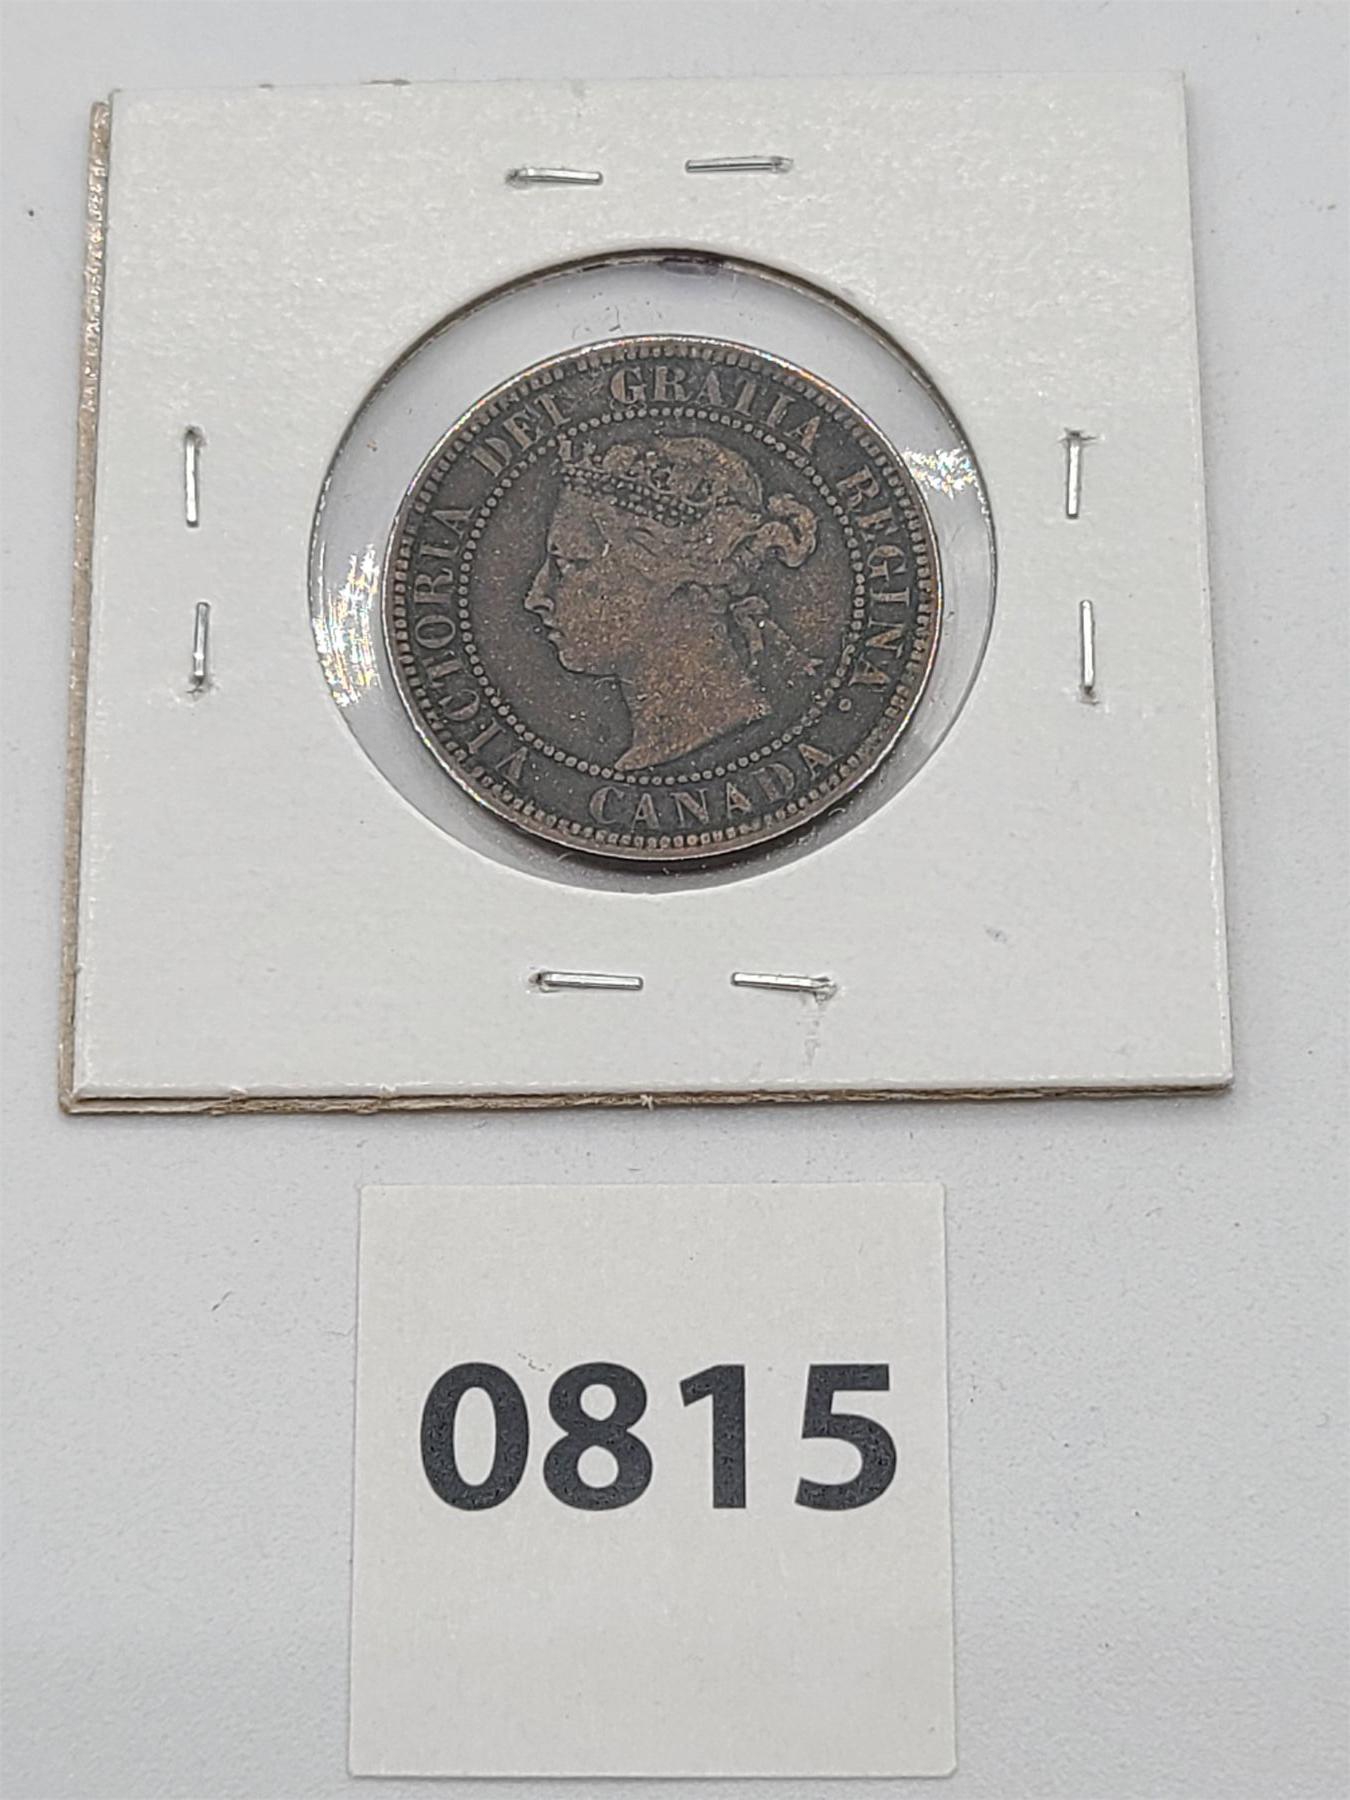 VICTORIA DEI GRATIA REGINA.
CANADA
0815